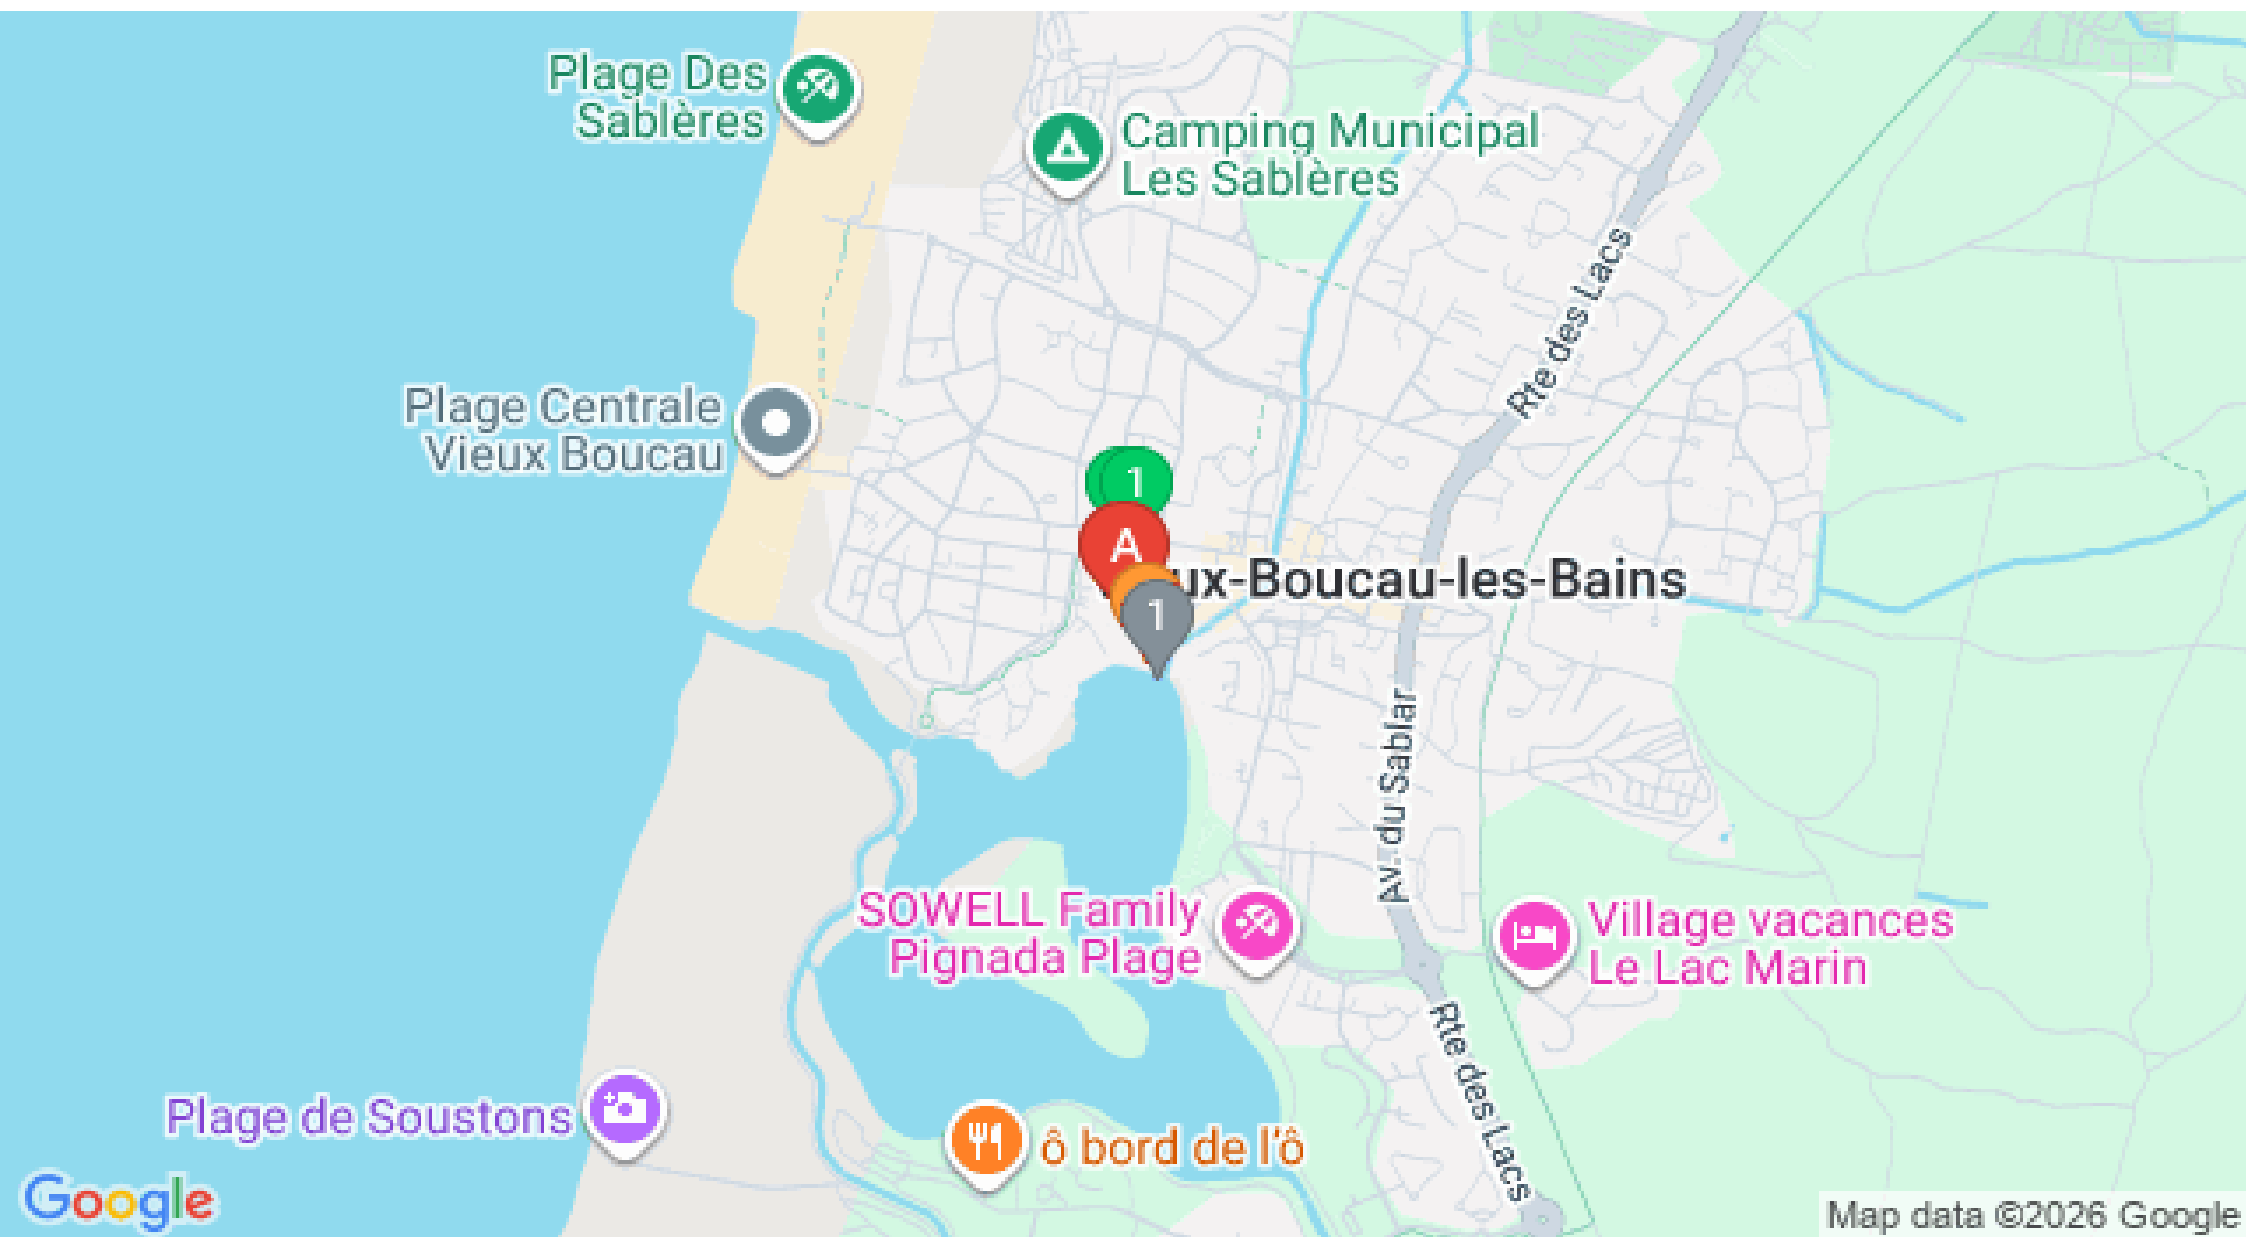 Plage Des
Sablères
Camping Municipal
Les Sablères
Rte des Lacs
Plage Centrale
Vieux Boucau
1
A
ux-Boucau-les-Bains
1
Av. du Sablar
SOWELL Family
Pignada Plage
Village vacances
Le Lac Marin
Rte des Lacs
Plage de Soustons
ô bord de l'ô
Google
Map data ©2026 Google